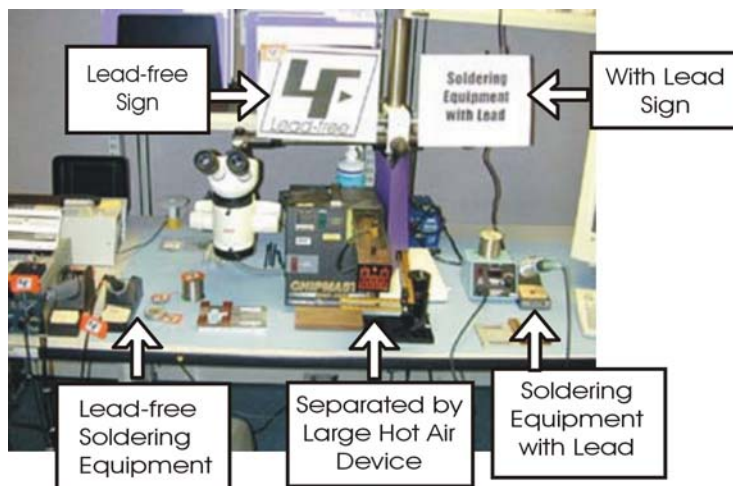 Lead-free
Sign
LF
Lead-free
Soldering
Equipment
with Lead
With Lead
Sign
Lead-free
Soldering
Equipment
Separated by
Large Hot Air
Device
Soldering
Equipment
with Lead